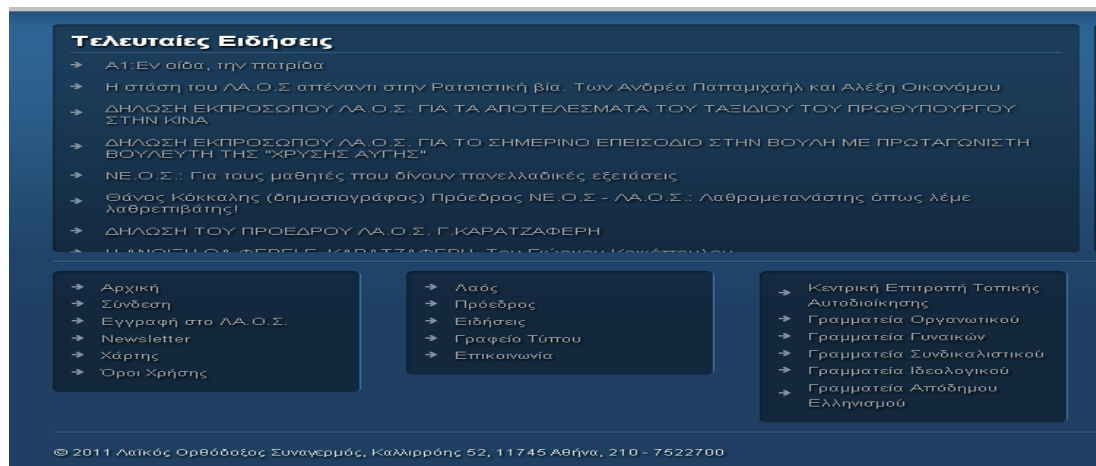 Τελευταίες Ειδήσεις
Α1:Εν οίδα, την πατρίδα
Η στάση του ΛΑ.Ο.Σ απέναντι στην Ρατσιστική βία. Των Ανδρέα Παπαμιχαήλ και Αλέξη Οικονόμου
ΔΗΛΩΣΗ ΕΚΠΡΟΣΩΠΟΥ ΛΑ.Ο.Σ. ΓΙΑ ΤΑ ΑΠΟΤΕΛΕΣΜΑΤΑ ΤΟΥ ΤΑΞΙΔΙΟΥ ΤΟΥ ΠΡΩΘΥΠΟΥΡΓΟΥ
ΣΤΗΝ ΚΙΝΑ
ΔΗΛΩΣΗ ΕΚΠΡΟΣΩΠΟΥ ΛΑ.Ο.Σ. ΓΙΑ ΤΟ ΣΗΜΕΡΙΝΟ ΕΠΕΙΣΟΔΙΟ ΣΤΗΝ ΒΟΥΛΗ ΜΕ ΠΡΩΤΑΓΩΝΙΣΤΗ
ΒΟΥΛΕΥΤΗ ΤΗΣ "ΧΡΥΣΗΣ ΑΥΓΗΣ"
ΝΕ.Ο.Σ.: Για τους μαθητές που δίνουν πανελλαδικές εξετάσεις
Θάνος Κόκκαλης (δημοσιογράφος) Πρόεδρος ΝΕ.Ο.Σ - ΛΑ.Ο.Σ.: Λαθρομετανάστης όπως λέμε
λαθρεπιβάτης!
ΔΗΛΩΣΗ ΤΟΥ ΠΡΟΕΔΡΟΥ ΛΑ.Ο.Σ. Γ.ΚΑΡΑΤΖΑΦΕΡΗ
Αρχική
Σύνδεση
Εγγραφή στο ΛΑ.Ο.Σ.
Newsletter
Χάρτης
Όροι Χρήσης
Λαός
Πρόεδρος
Ειδήσεις
Γραφείο Τύπου
Επικοινωνία
Κεντρική Επιτροπή Τοπικής
Αυτοδιοίκησης
Γραμματεία Οργανωτικού
Γραμματεία Γυναικών
Γραμματεία Συνδικαλιστικού
Γραμματεία Ιδεολογικού
Γραμματεία Απόδημου
Ελληνισμού
© 2011 Λαϊκός Ορθόδοξος Συναγερμός, Καλλιρρόης 52, 11745 Αθήνα, 210 - 7522700